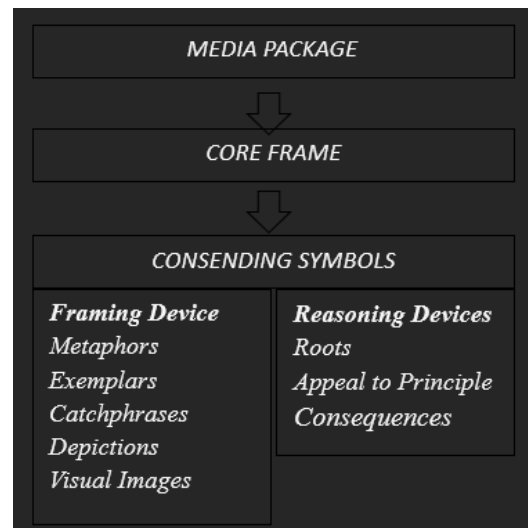 MEDIA PACKAGE
CORE FRAME
CONSENDING SYMBOLS
Framing Device
Metaphors
Exemplars
Catchphrases
Depictions
Visual Images
Reasoning Devices
Roots
Appeal to Principle
Consequences